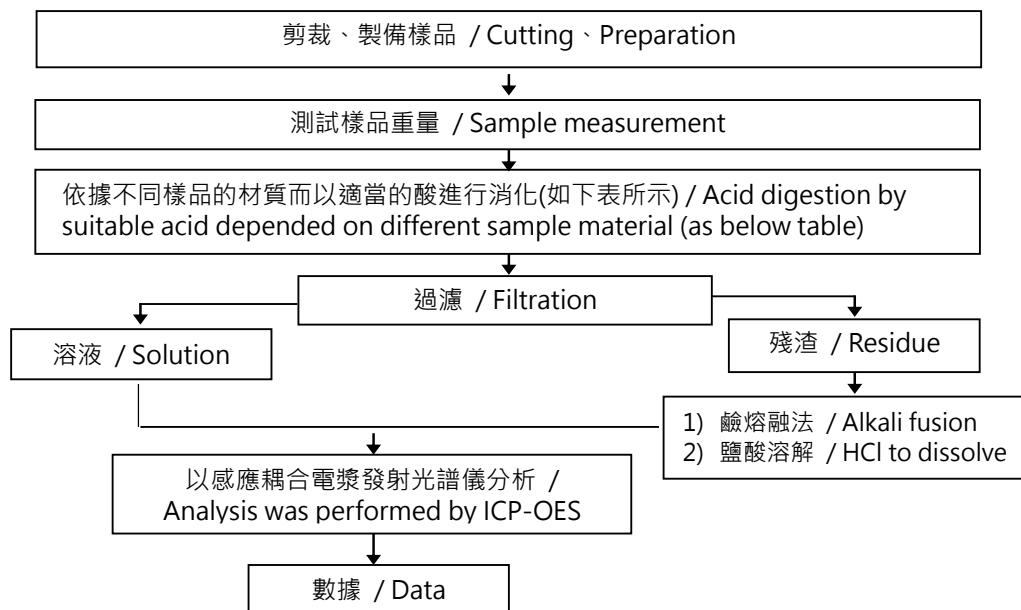 剪裁、製備樣品 / Cutting、Preparation
測試樣品重量 / Sample measurement
依據不同樣品的材質而以適當的酸進行消化(如下表所示) / Acid digestion by
suitable acid depended on different sample material (as below table)
過濾 / Filtration
溶液 / Solution
殘渣 / Residue
1) 鹼熔融法 / Alkali fusion
2) 鹽酸溶解 / HCl to dissolve
以感應耦合電漿發射光譜儀分析 /
Analysis was performed by ICP-OES
數據 / Data